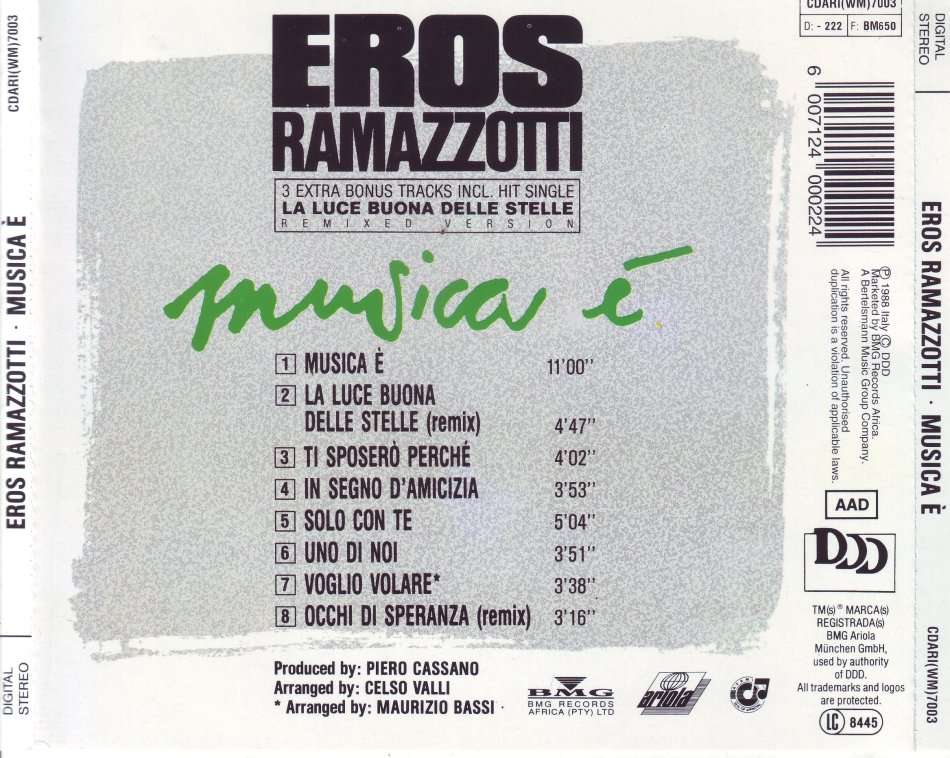 CDARI(WM)7003
EROS RAMAZZOTTI · MUSICA È
DIGITAL
STEREO
EROS
RAMAZZOTTI
3 EXTRA BONUS TRACKS INCL. HIT SINGLE
LA LUCE BUONA DELLE STELLE
REMIXED VERSION
musica è
1 MUSICA È 11'00''
2 LA LUCE BUONA
DELLE STELLE (remix) 4'47''
3 TI SPOSERÒ PERCHÉ 4'02''
4 IN SEGNO D'AMICIZIA 3'53''
5 SOLO CON TE 5'04''
6 UNO DI NOI 3'51''
7 VOGLIO VOLARE* 3'38''
8 OCCHI DI SPERANZA (remix) 3'16''
Produced by: PIERO CASSANO
Arranged by: CELSO VALLI
* Arranged by: MAURIZIO BASSI
BMG
BMG RECORDS
AFRICA (PTY) LTD
ariola
CDARI(WM)7003
D: - 222 F: BM650
6 007124 000224
Ⓟ 1988 Italy Ⓒ DDD
Marketed by BMG Records Africa.
A Bertelsmann Music Group Company.
All rights reserved. Unauthorised
duplication is a violation of applicable laws.
AAD
DDD
TM(s) ® MARCA(s)
REGISTRADA(s)
BMG Ariola
München GmbH,
used by authority
of DDD.
All trademarks and logos
are protected.
LC 8445
DIGITAL
STEREO
EROS RAMAZZOTTI · MUSICA È
CDARI(WM)7003